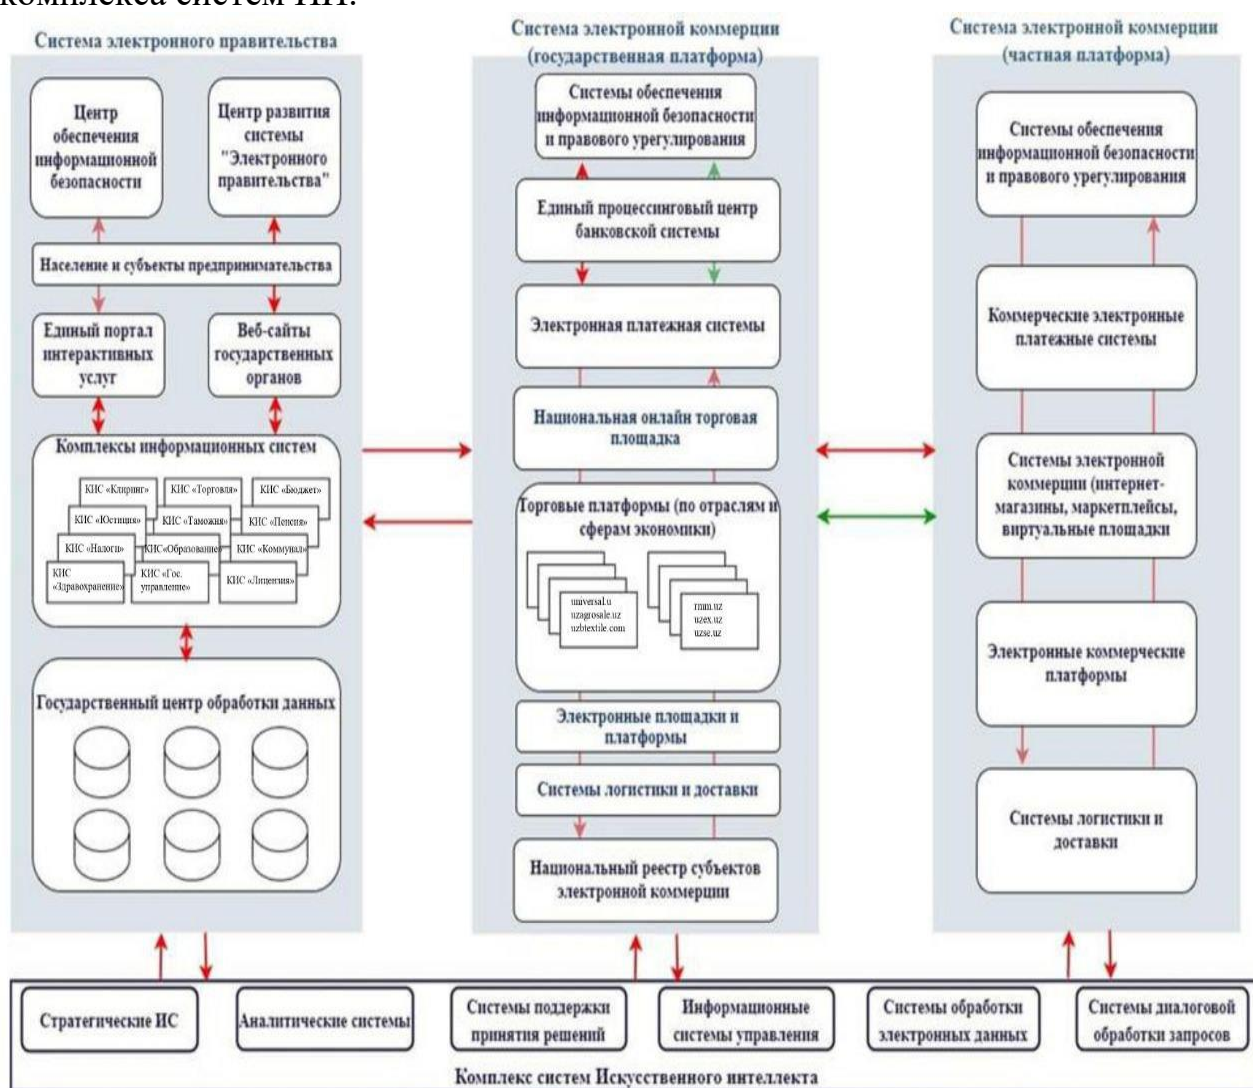 комплекса систем ИИ.
Система электронного правительства
Центр
обеспечения
информационной
безопасности
Центр развития
системы
"Электронного
правительства"
Население и субъекты предпринимательства
Единый портал
интерактивных
услуг
Веб-сайты
государственных
органов
Комплексы информационных систем
КИС «Клиринг»
КИС «Торговля»
КИС «Бюджет»
КИС «Юстиция»
КИС «Таможня»
КИС «Пенсия»
КИС «Налоги»
КИС «Образование»
КИС «Коммунал»
КИС
«Здравохранение»
КИС «Гос.
управление»
КИС «Лицензия»
Государственный центр обработки данных
Система электронной коммерции
(государственная платформа)
Системы обеспечения
информационной безопасности
и правового урегулирования
Единый процессинговый центр
банковской системы
Электронная платежная системы
Национальная онлайн торговая
площадка
Торговые платформы (по отраслям и
сферам экономики)
universal.u
uzagrosale.uz
uzbtextile.com
rmm.uz
uzex.uz
uzse.uz
Электронные площадки и
платформы
Системы логистики и доставки
Национальный реестр субъектов
электронной коммерции
Система электронной коммерции
(частная платформа)
Системы обеспечения
информационной безопасности
и правового урегулирования
Коммерческие электронные
платежные системы
Системы электронной
коммерции (интернет-
магазины, маркетплейсы,
виртуальные площадки
Электронные коммерческие
платформы
Системы логистики и
доставки
Стратегические ИС
Аналитические системы
Системы поддержки
принятия решений
Информационные
системы управления
Системы обработки
электронных данных
Системы диалоговой
обработки запросов
Комплекс систем Искусственного интеллекта